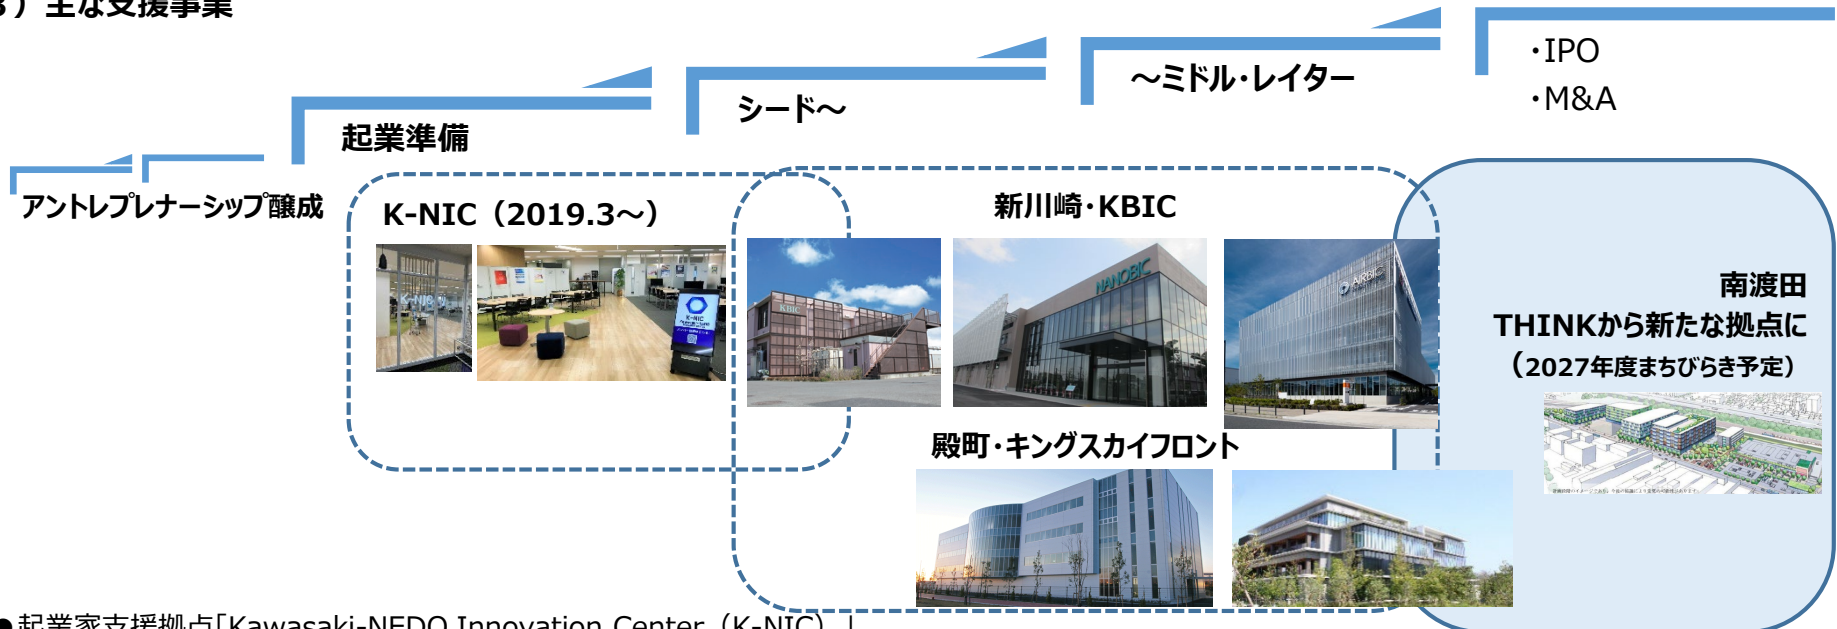 3）主な支援事業
・IPO
・M&A
～ミドル・レイター
シード～
起業準備
アントレプレナーシップ醸成
K-NIC（2019.3～）
新川崎・KBIC
K-NIC
K-NIC
KBIC
NANOBIC
AIRBIC
南渡田
THINKから新たな拠点に
（2027年度まちびらき予定）
殿町・キングスカイフロント
●起業家支援拠点「Kawasaki-NEDO Innovation Center（K-NIC）」